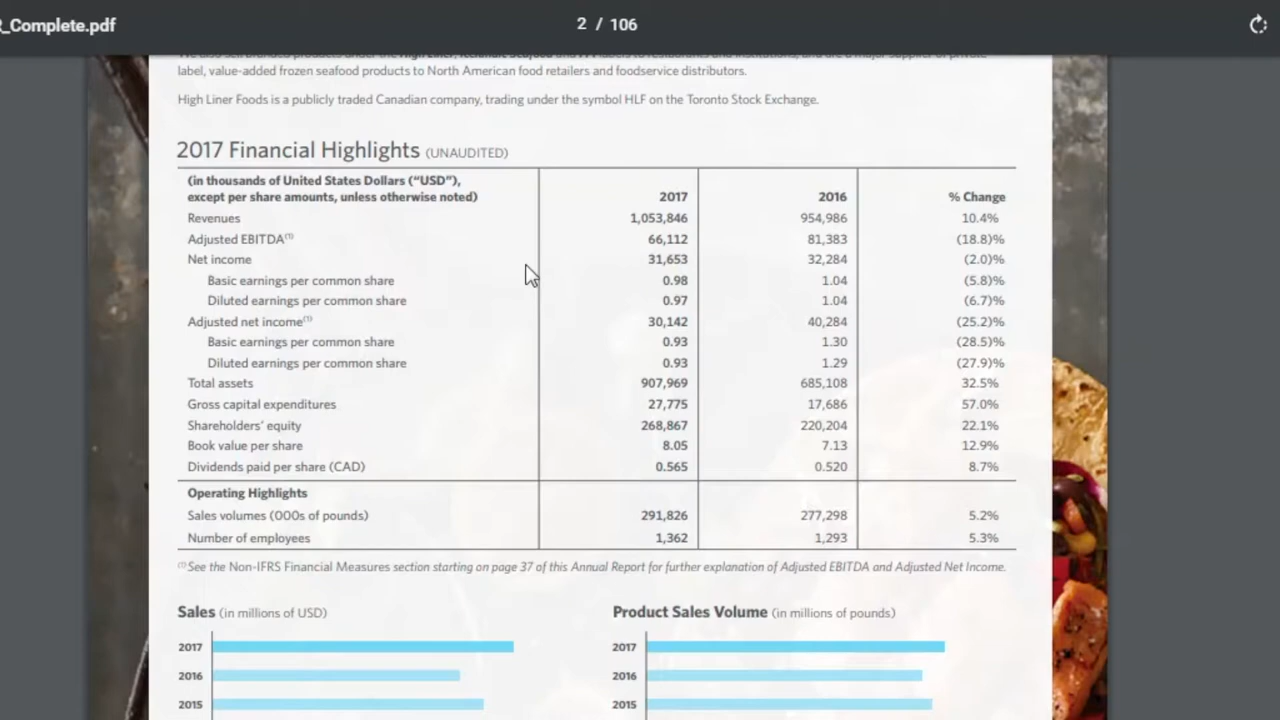 R_Complete.pdf
2 / 106
label, value-added frozen seafood products to North American food retailers and foodservice distributors.
High Liner Foods is a publicly traded Canadian company, trading under the symbol HLF on the Toronto Stock Exchange.
2017 Financial Highlights (UNAUDITED)
(in thousands of United States Dollars (“USD”),
except per share amounts, unless otherwise noted) 2017 2016 % Change
Revenues 1,053,846 954,986 10.4%
Adjusted EBITDA(1) 66,112 81,383 (18.8)%
Net income 31,653 32,284 (2.0)%
Basic earnings per common share 0.98 1.04 (5.8)%
Diluted earnings per common share 0.97 1.04 (6.7)%
Adjusted net income(1) 30,142 40,284 (25.2)%
Basic earnings per common share 0.93 1.30 (28.5)%
Diluted earnings per common share 0.93 1.29 (27.9)%
Total assets 907,969 685,108 32.5%
Gross capital expenditures 27,775 17,686 57.0%
Shareholders’ equity 268,867 220,204 22.1%
Book value per share 8.05 7.13 12.9%
Dividends paid per share (CAD) 0.565 0.520 8.7%
Operating Highlights
Sales volumes (000s of pounds) 291,826 277,298 5.2%
Number of employees 1,362 1,293 5.3%
(1) See the Non-IFRS Financial Measures section starting on page 37 of this Annual Report for further explanation of Adjusted EBITDA and Adjusted Net Income.
Sales (in millions of USD) Product Sales Volume (in millions of pounds)
2017 2017
2016 2016
2015 2015